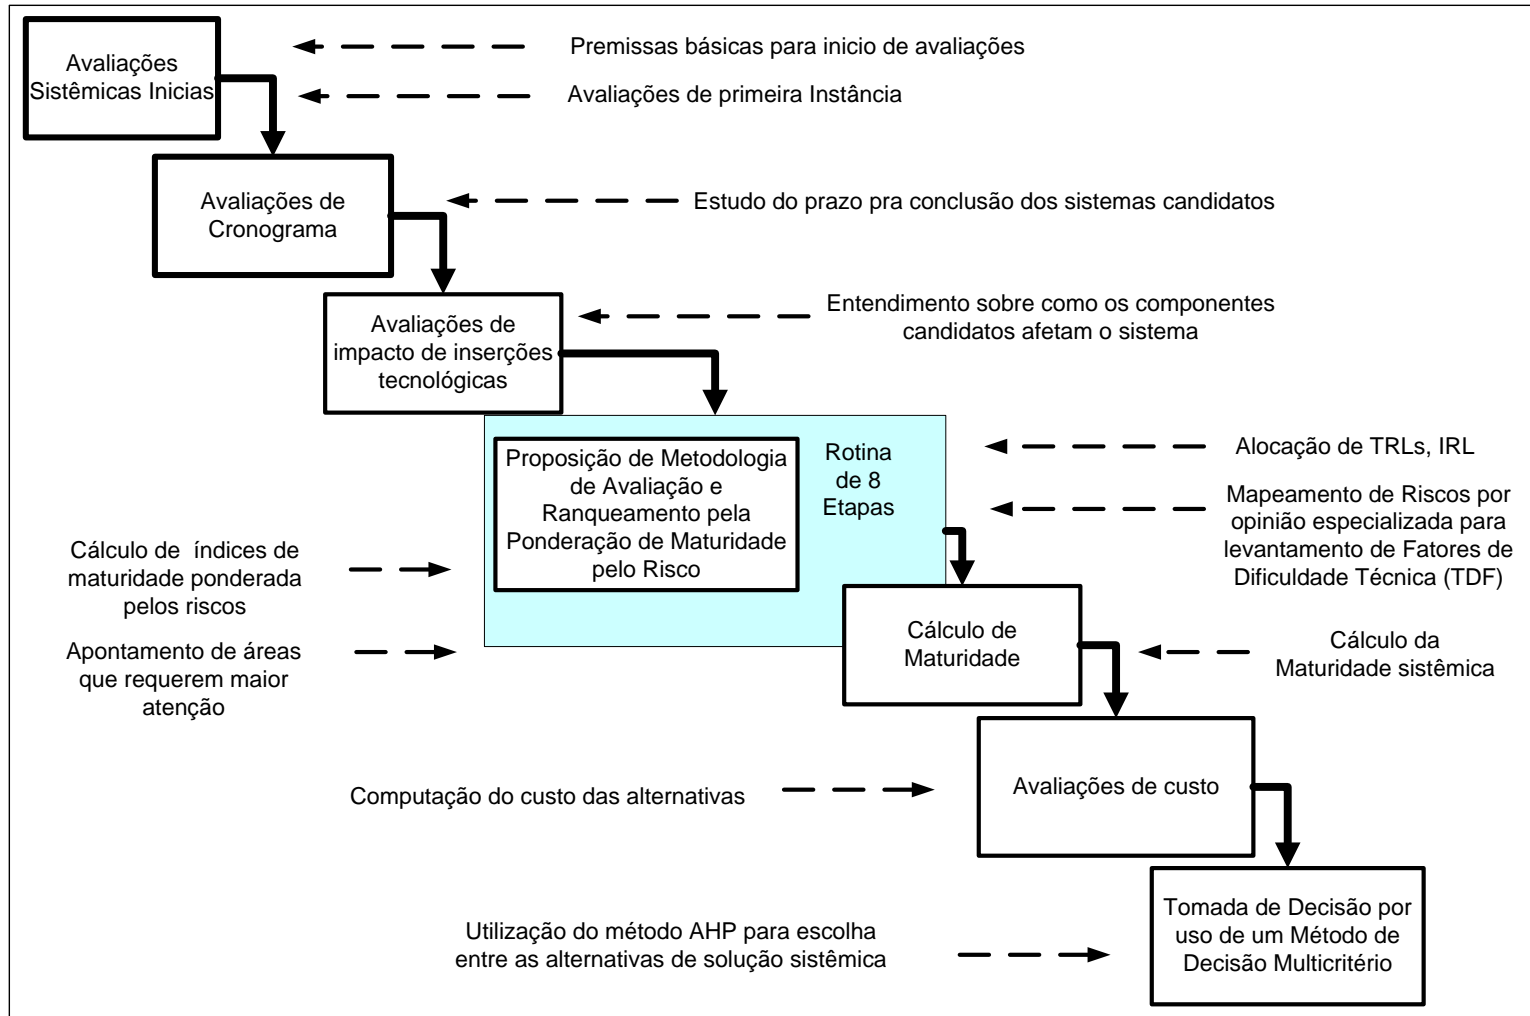 Avaliações
Sistêmicas Inicias
Premissas básicas para inicio de avaliações
Avaliações de primeira Instância
Avaliações de
Cronograma
Estudo do prazo pra conclusão dos sistemas candidatos
Avaliações de
impacto de inserções
tecnológicas
Entendimento sobre como os componentes
candidatos afetam o sistema
Proposição de Metodologia
de Avaliação e
Ranqueamento pela
Ponderação de Maturidade
pelo Risco
Rotina
de 8
Etapas
Alocação de TRLs, IRL
Mapeamento de Riscos por
opinião especializada para
levantamento de Fatores de
Dificuldade Técnica (TDF)
Cálculo de índices de
maturidade ponderada
pelos riscos
Apontamento de áreas
que requerem maior
atenção
Cálculo de
Maturidade
Cálculo da
Maturidade sistêmica
Computação do custo das alternativas
Avaliações de custo
Utilização do método AHP para escolha
entre as alternativas de solução sistêmica
Tomada de Decisão por
uso de um Método de
Decisão Multicritério